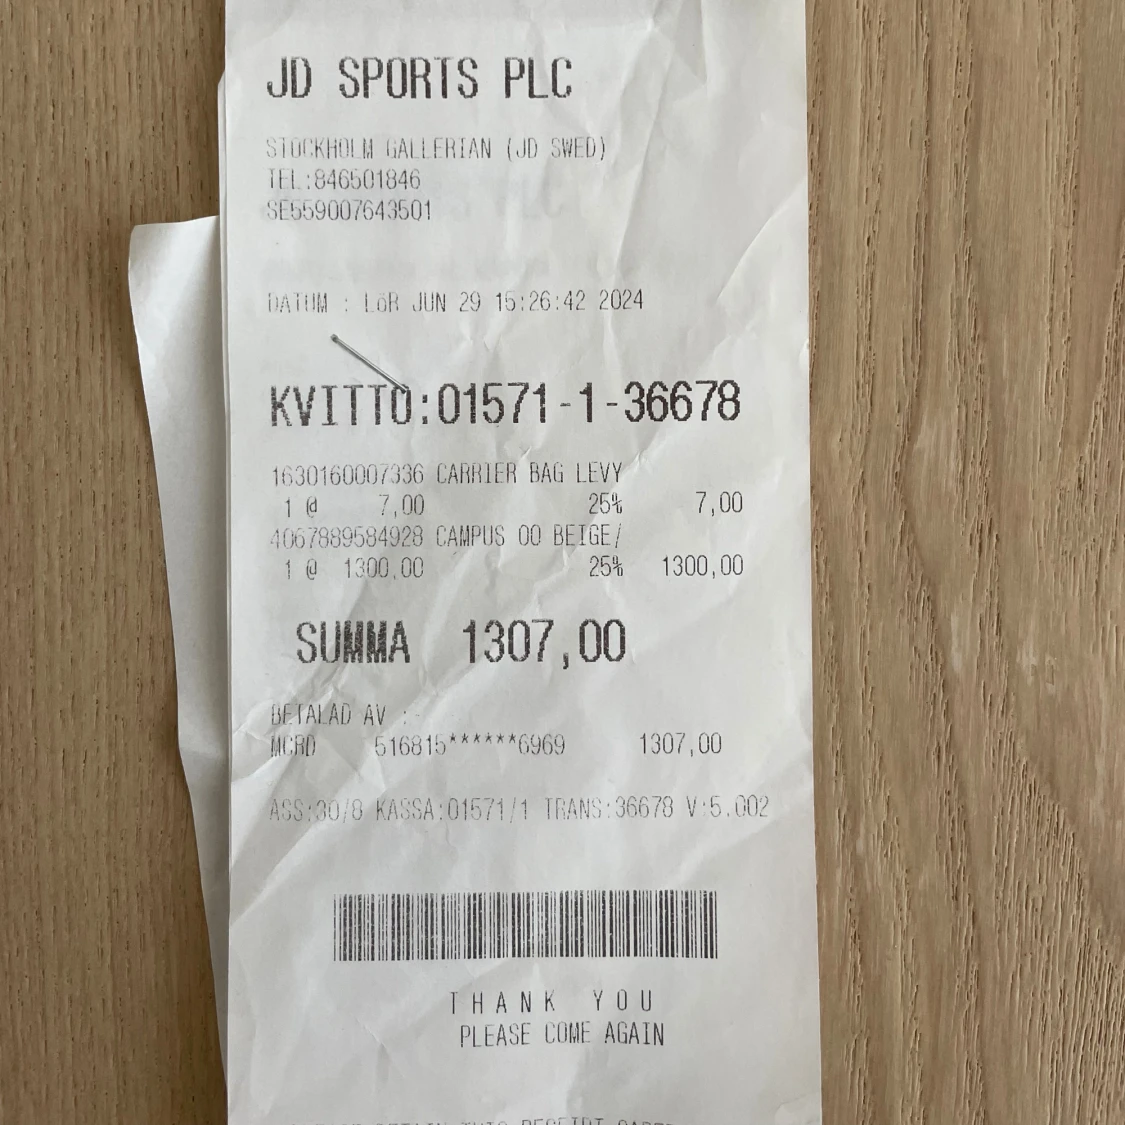 JD SPORTS PLC
STOCKHOLM GALLERIAN (JD SWED)
TEL:846501846
SE559007643501
DATUM : LöR JUN 29 15:26:42 2024
KVITTO:01571-1-36678
1630160007336 CARRIER BAG LEVY
1 @ 7,00 25% 7,00
4067889584928 CAMPUS 00 BEIGE/
1 @ 1300,00 25% 1300,00
SUMMA 1307,00
BETALAD AV :-
MCRD 516815******6969 1307,00
ASS:30/8 KASSA:01571/1 TRANS:36678 V:5.002
THANK YOU
PLEASE COME AGAIN
THIS RECEIPT